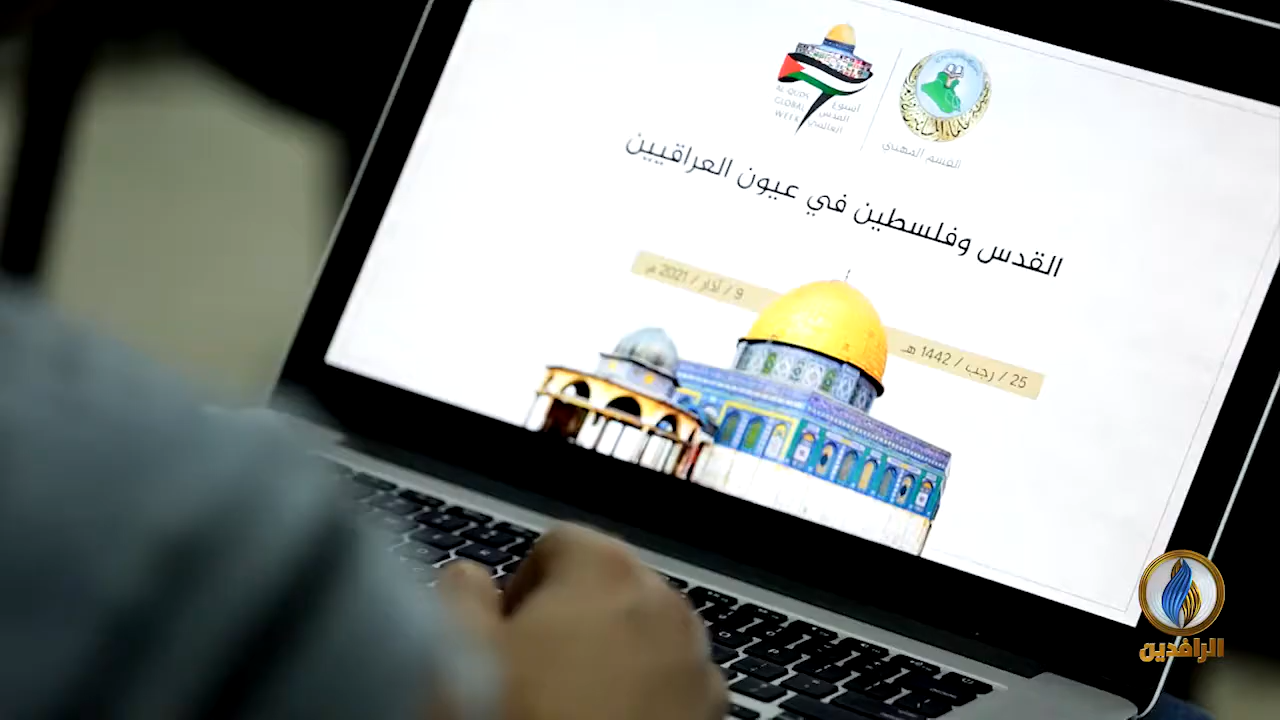 AL QUDS
GLOBAL
WEEK
أسبوع
القدس
العالمي
القسم المهني
القدس وفلسطين في عيون العراقيين
25 / رجب / 1442 هـ
9 / آذار / 2021 م
الرافدين